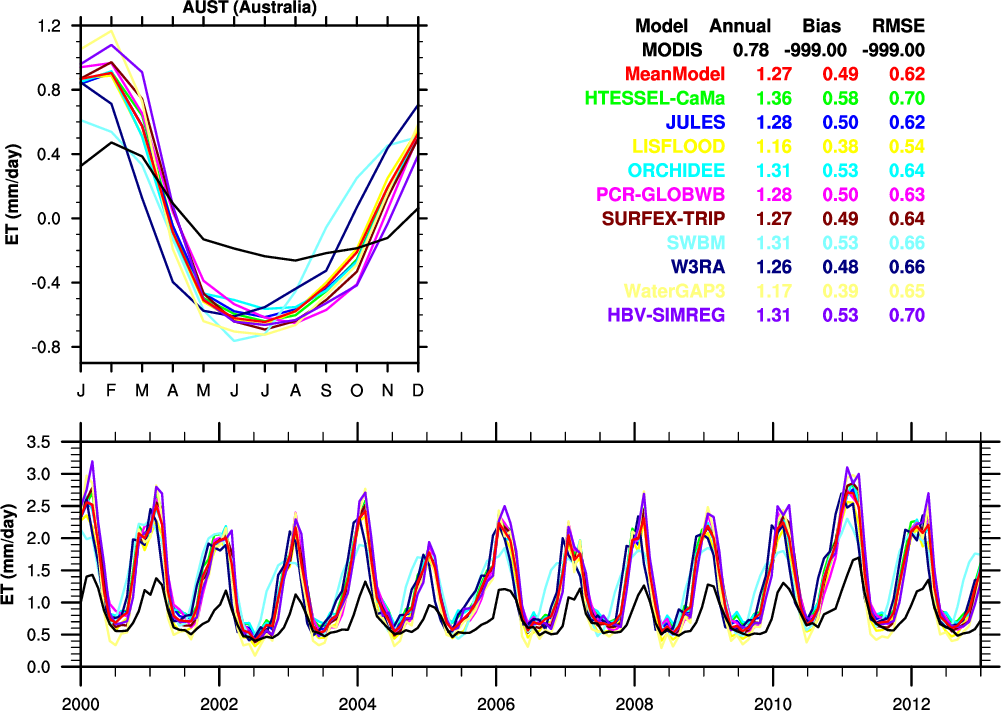 AUST (Australia)
Model Annual Bias RMSE
MODIS 0.78 -999.00 -999.00
MeanModel 1.27 0.49 0.62
HTESSEL-CaMa 1.36 0.58 0.70
JULES 1.28 0.50 0.62
LISFLOOD 1.16 0.38 0.54
ORCHIDEE 1.31 0.53 0.64
PCR-GLOBWB 1.28 0.50 0.63
SURFEX-TRIP 1.27 0.49 0.64
SWBM 1.31 0.53 0.66
W3RA 1.26 0.48 0.66
WaterGAP3 1.17 0.39 0.65
HBV-SIMREG 1.31 0.53 0.70
ET (mm/day)
1.2
0.8
0.4
0.0
-0.4
-0.8
J F M A M J J A S O N D
ET (mm/day)
3.5
3.0
2.5
2.0
1.5
1.0
0.5
0.0
2000 2002 2004 2006 2008 2010 2012